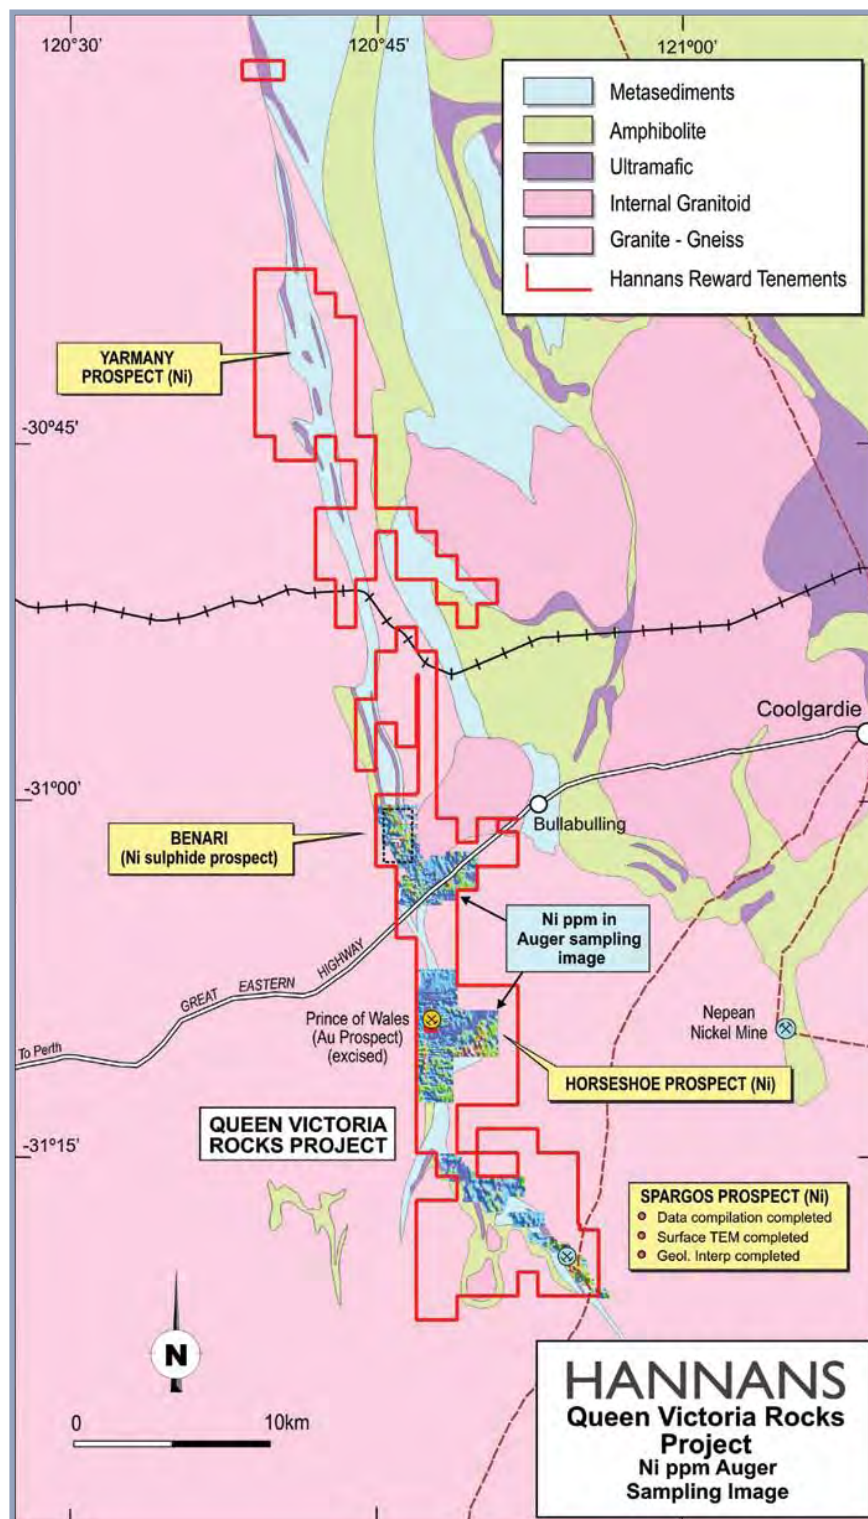 120°30'
120°45'
121°00'
Metasediments
Amphibolite
Ultramafic
Internal Granitoid
Granite - Gneiss
Hannans Reward Tenements
YARMANY
PROSPECT (Ni)
-30°45'
Coolgardie
-31°00'
Bullabulling
BENARI
(Ni sulphide prospect)
Ni ppm in
Auger sampling
image
GREAT EASTERN HIGHWAY
To Perth
Prince of Wales
(Au Prospect)
(excised)
Nepean
Nickel Mine
HORSESHOE PROSPECT (Ni)
QUEEN VICTORIA
ROCKS PROJECT
-31°15'
SPARGOS PROSPECT (Ni)
Data compilation completed
Surface TEM completed
Geol. Interp completed
N
0 10km
HANNANS
Queen Victoria Rocks
Project
Ni ppm Auger
Sampling Image